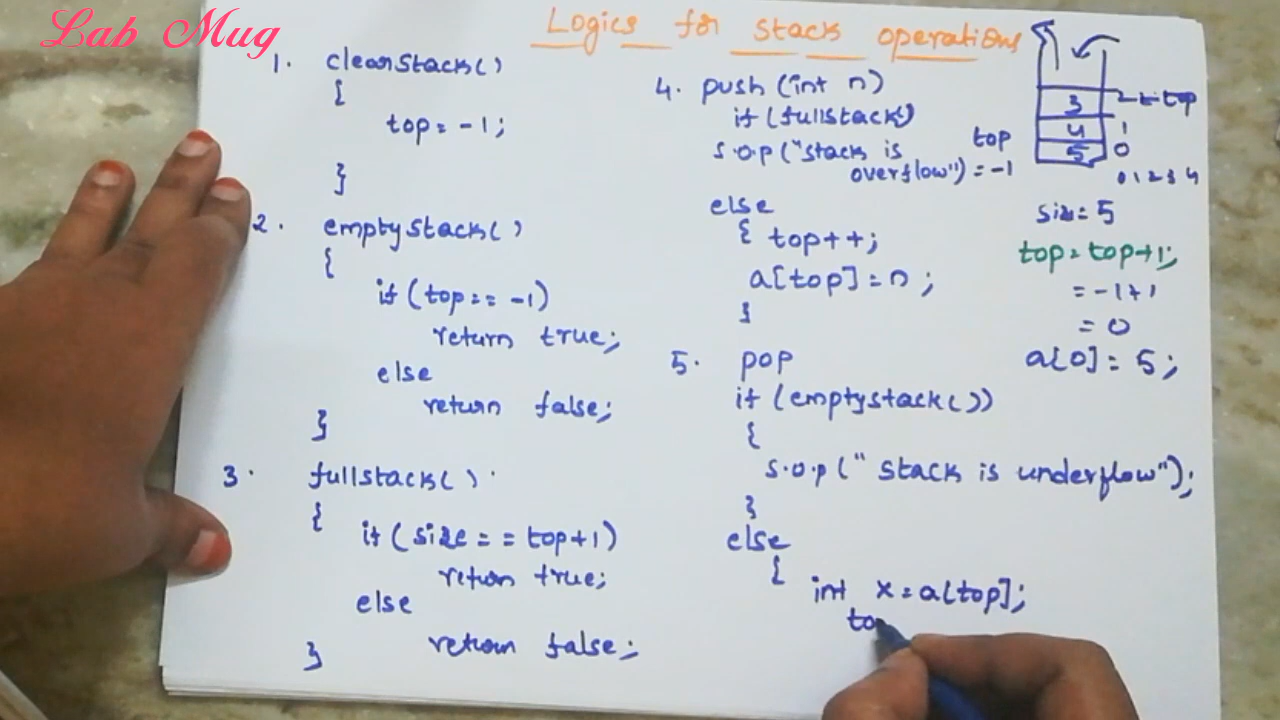 Lab Mug
Logics for stack operations
1. clearstack()
{
top = -1;
}
2. emptystack()
{
if (top == -1)
return true;
else
return false;
}
3. fullstack()
{
if (size == top+1)
return true;
else
return false;
}
4. push (int n)
if (fullstack)
s.o.p ("stack is
overflow")
else
{ top++;
a[top] = n ;
}
5. pop
if (emptystack())
{
s.o.p (" stack is underflow");
}
else
{
int x = a[top];
to
top
= -1
3 2 ← top
4 1
5 0
0 1 2 3 4
size = 5
top = top+1;
= -1+1
= 0
a[0] = 5 ;